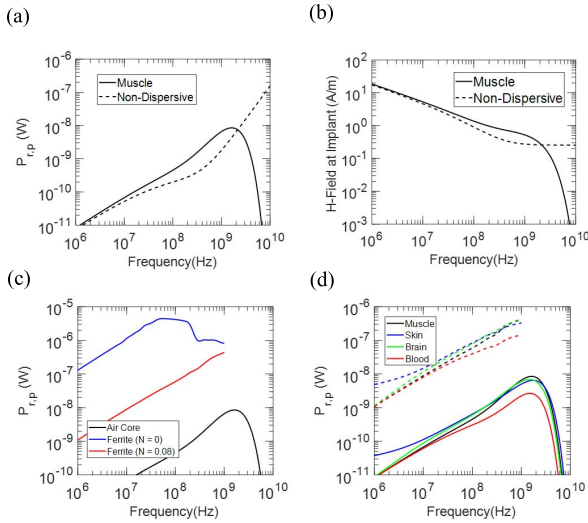 (a)
10^-6
10^-7
10^-8
10^-9
10^-10
10^-11
P_r,p (W)
Muscle
Non-Dispersive
10^6 10^7 10^8 10^9 10^10
Frequency(Hz)
(b)
10^2
10^1
10^0
10^-1
10^-2
10^-3
H-Field at Implant (A/m)
Muscle
Non-Dispersive
10^6 10^7 10^8 10^9 10^10
Frequency(Hz)
(c)
10^-5
10^-6
10^-7
10^-8
10^-9
10^-10
P_r,p (W)
Air Core
Ferrite (N = 0)
Ferrite (N = 0.08)
10^6 10^7 10^8 10^9 10^10
Frequency(Hz)
(d)
10^-6
10^-7
10^-8
10^-9
10^-10
P_r,p (W)
Muscle
Skin
Brain
Blood
10^6 10^7 10^8 10^9 10^10
Frequency(Hz)